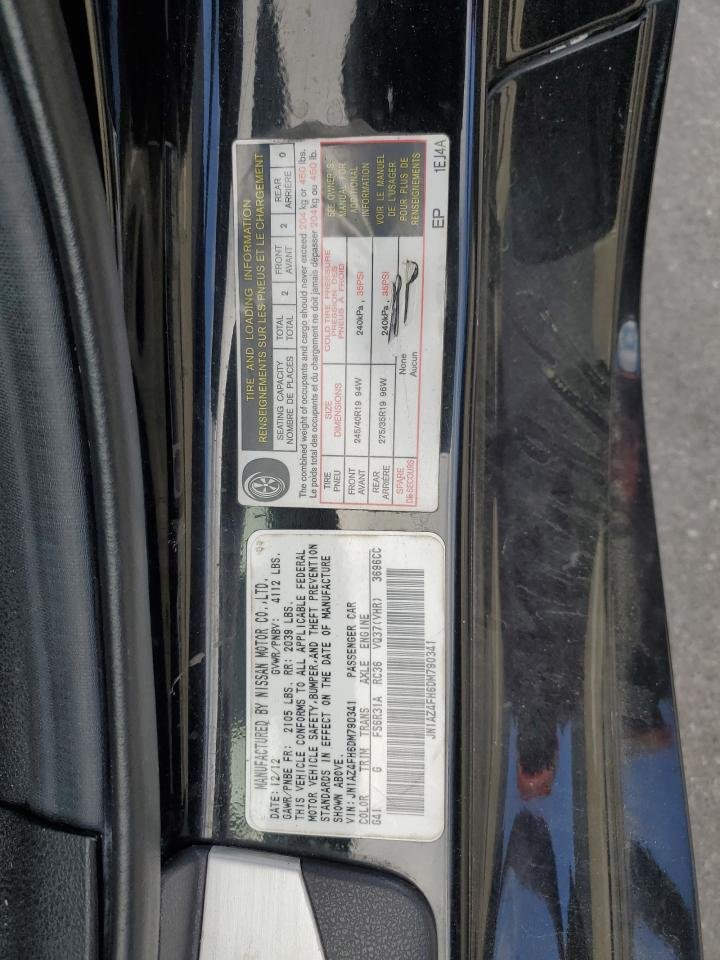 TIRE AND LOADING INFORMATION
RENSEIGNEMENTS SUR LES PNEUS ET LE CHARGEMENT
SEATING CAPACITY TOTAL 2 FRONT 2 REAR 0
NOMBRE DE PLACES TOTAL AVANT ARRIÈRE
The combined weight of occupants and cargo should never exceed 204 kg or 450 lbs.
Le poids total des occupants et du chargement ne doit jamais dépasser 204 kg ou 450 lb.
TIRE SIZE COLD TIRE PRESSURE
PNEU DIMENSIONS PRESSION DES PNEUS À FROID
FRONT 245/40R19 94W 240kPa, 35PSI
AVANT
REAR 275/35R19 96W 240kPa, 35PSI
ARRIÈRE
SPARE None
DE SECOURS Aucun
SEE OWNER'S
MANUAL FOR
ADDITIONAL
INFORMATION
VOIR LE MANUEL
DE L'USAGER
POUR PLUS DE
RENSEIGNEMENTS
EP 1EJ4A
MANUFACTURED BY NISSAN MOTOR CO.,LTD.
DATE: 12/12 GVWR/PNBV: 4112 LBS.
GAWR/PNBE FR: 2105 LBS. RR: 2039 LBS.
THIS VEHICLE CONFORMS TO ALL APPLICABLE FEDERAL
MOTOR VEHICLE SAFETY,BUMPER,AND THEFT PREVENTION
STANDARDS IN EFFECT ON THE DATE OF MANUFACTURE
SHOWN ABOVE.
VIN: JN1AZ4FH6DM790341 PASSENGER CAR
COLOR TRIM TRANS AXLE ENGINE
G41 G FS6R31A RC36 VQ37(VHR) 3696CC
JN1AZ4FH6DM790341